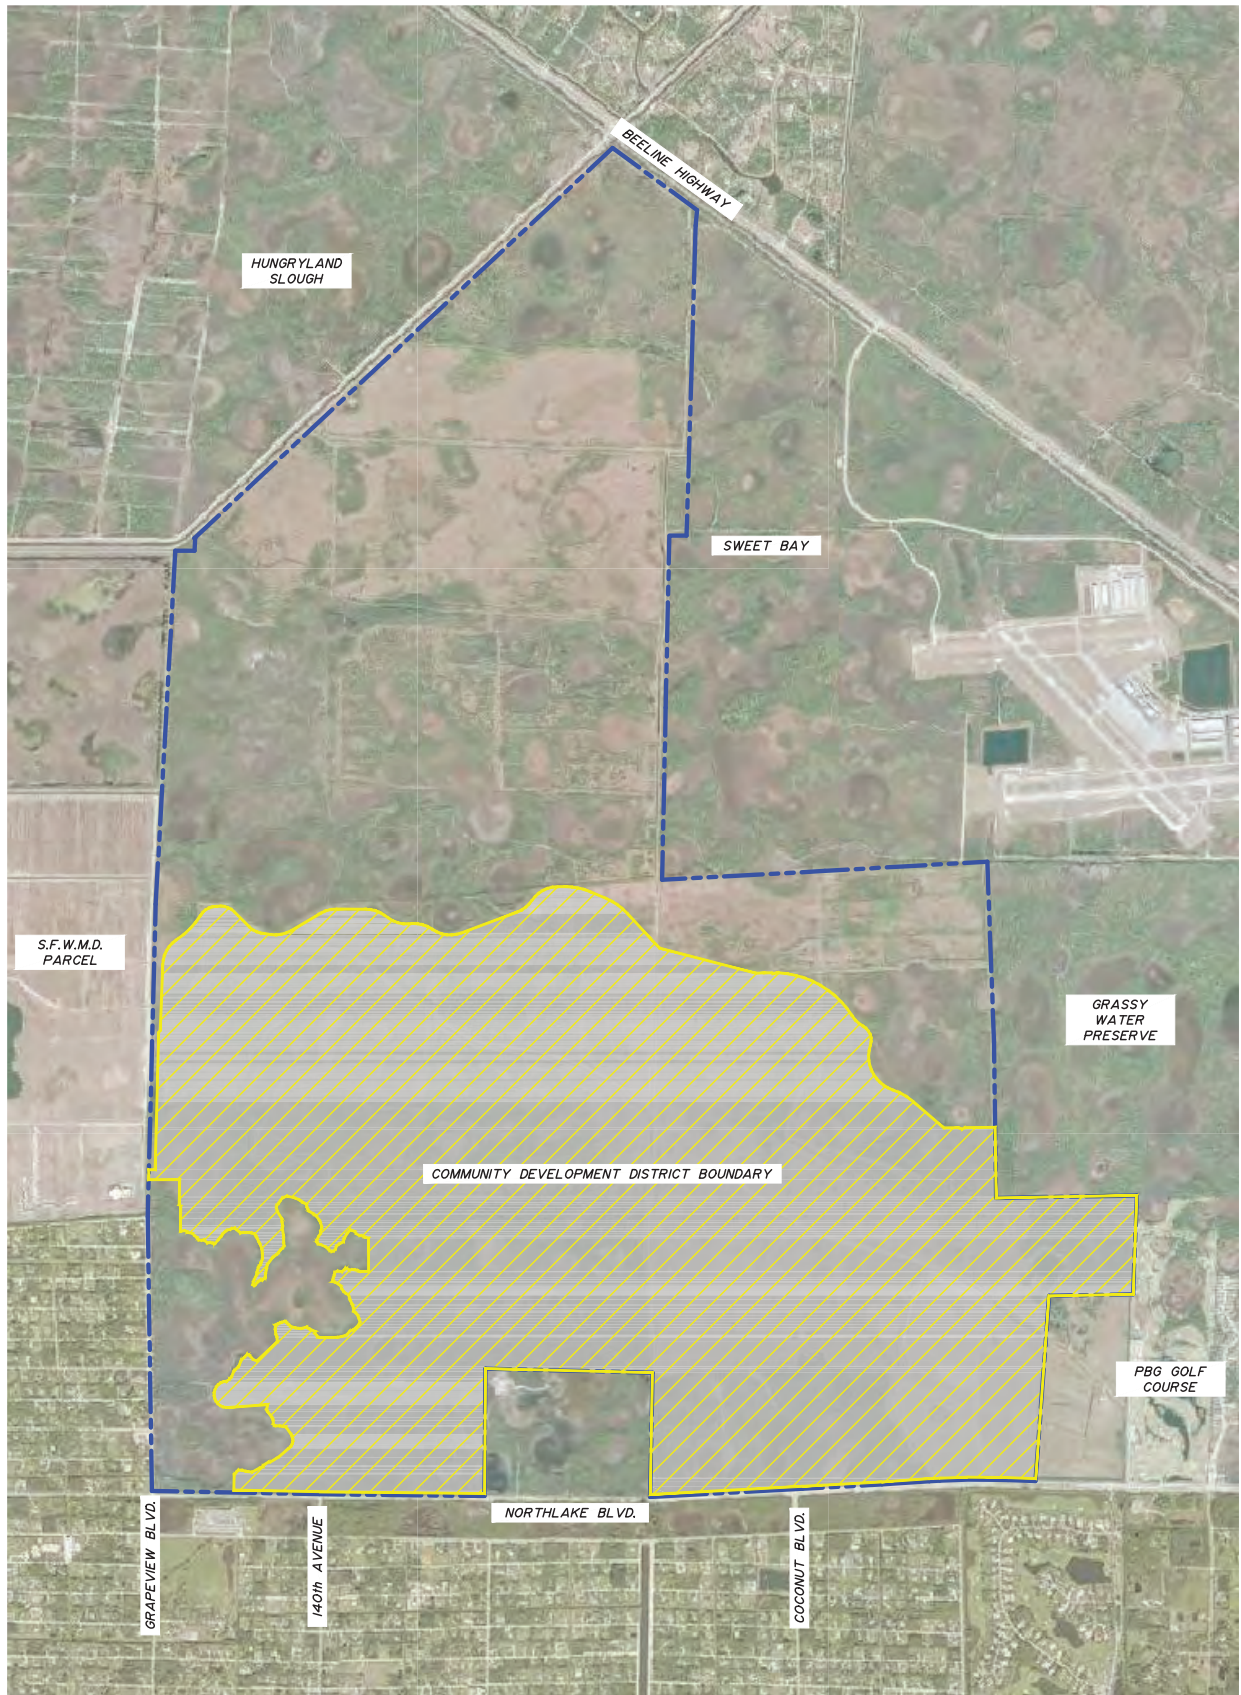 BEELINE HIGHWAY
HUNGRYLAND
SLOUGH
SWEET BAY
S.F.W.M.D.
PARCEL
GRASSY
WATER
PRESERVE
COMMUNITY DEVELOPMENT DISTRICT BOUNDARY
PBG GOLF
COURSE
NORTHLAKE BLVD.
GRAPEVIEW BLVD.
140th AVENUE
COCONUT BLVD.